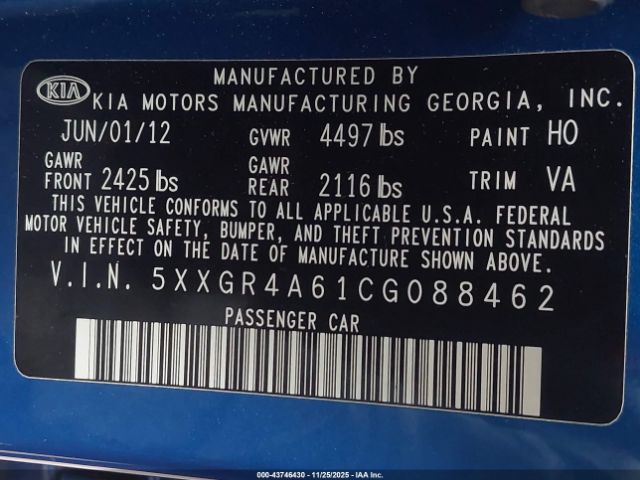 MANUFACTURED BY
KIA KIA MOTORS MANUFACTURING GEORGIA, INC.
JUN/01/12 GVWR 4497 lbs PAINT HO
GAWR FRONT 2425 lbs GAWR REAR 2116 lbs TRIM VA
THIS VEHICLE CONFORMS TO ALL APPLICABLE U.S.A. FEDERAL
MOTOR VEHICLE SAFETY, BUMPER, AND THEFT PREVENTION STANDARDS
IN EFFECT ON THE DATE OF MANUFACTURE SHOWN ABOVE.
V.I.N. 5XXGR4A61CG088462
PASSENGER CAR
000-43746430 - 11/25/2025 - IAA Inc.